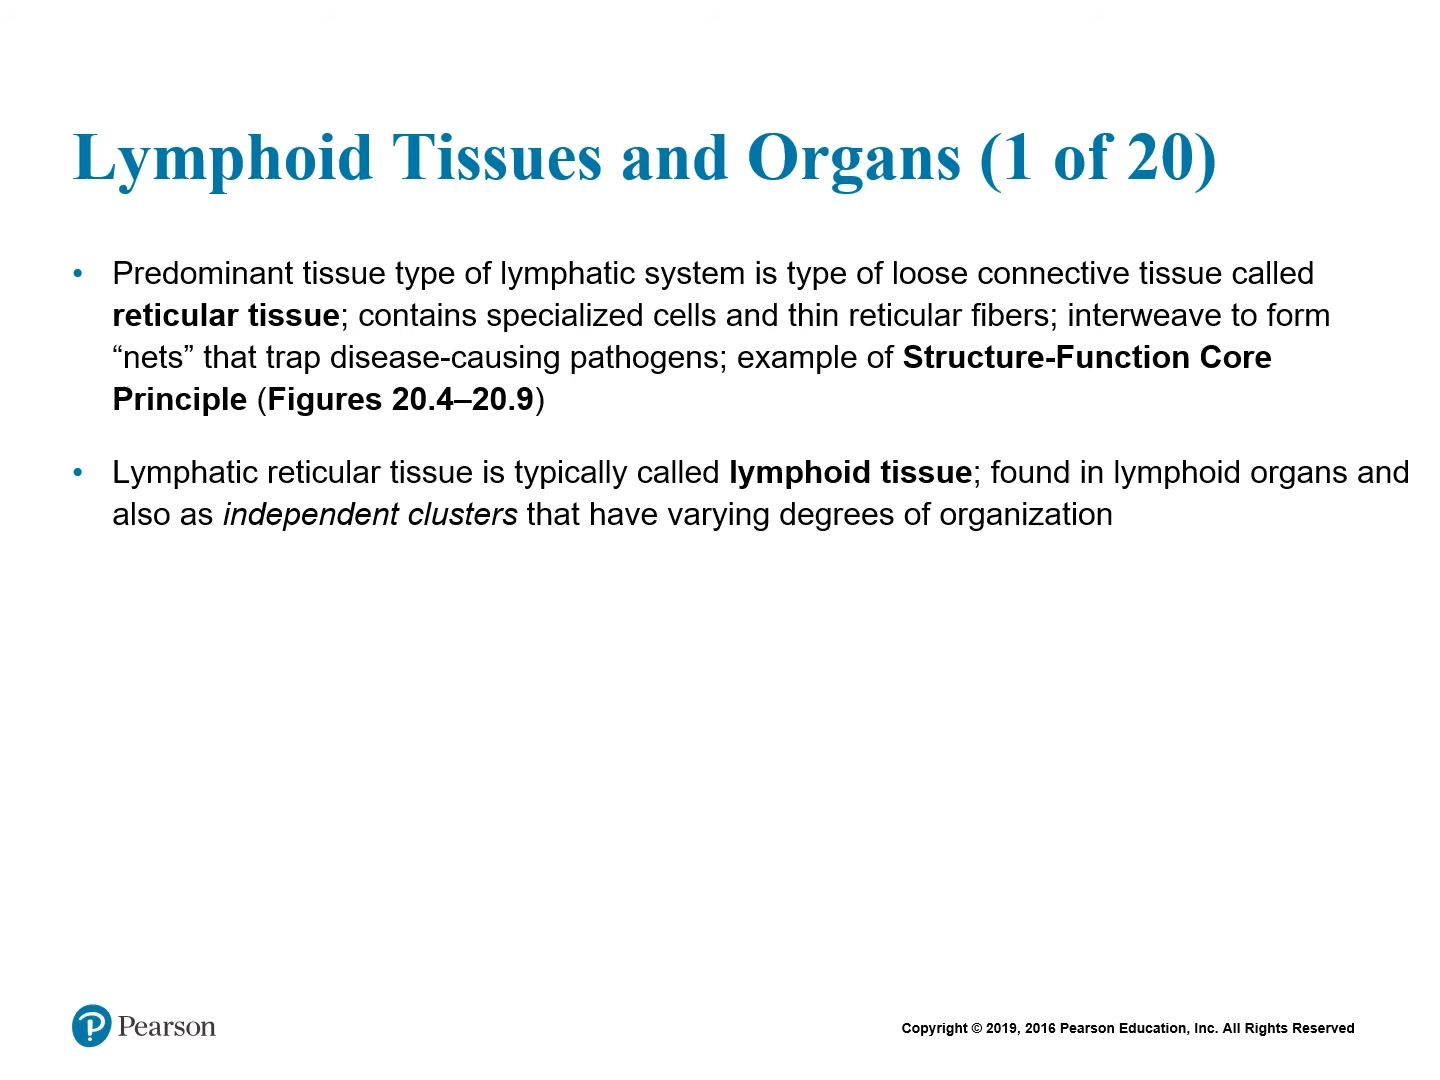 Lymphoid Tissues and Organs (1 of 20)
• Predominant tissue type of lymphatic system is type of loose connective tissue called
reticular tissue; contains specialized cells and thin reticular fibers; interweave to form
“nets” that trap disease-causing pathogens; example of Structure-Function Core
Principle (Figures 20.4–20.9)
• Lymphatic reticular tissue is typically called lymphoid tissue; found in lymphoid organs and
also as independent clusters that have varying degrees of organization
Pearson
Copyright © 2019, 2016 Pearson Education, Inc. All Rights Reserved